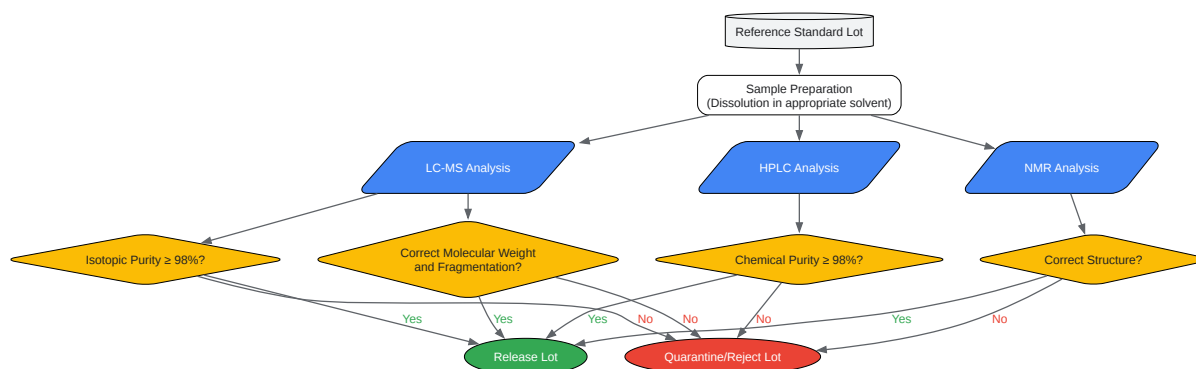 Reference Standard Lot
Sample Preparation
(Dissolution in appropriate solvent)
LC-MS Analysis
HPLC Analysis
NMR Analysis
Isotopic Purity ≥ 98%?
Correct Molecular Weight
and Fragmentation?
Chemical Purity ≥ 98%?
Correct Structure?
Yes
Yes
Yes
No
No
No
Yes
No
Release Lot
Quarantine/Reject Lot